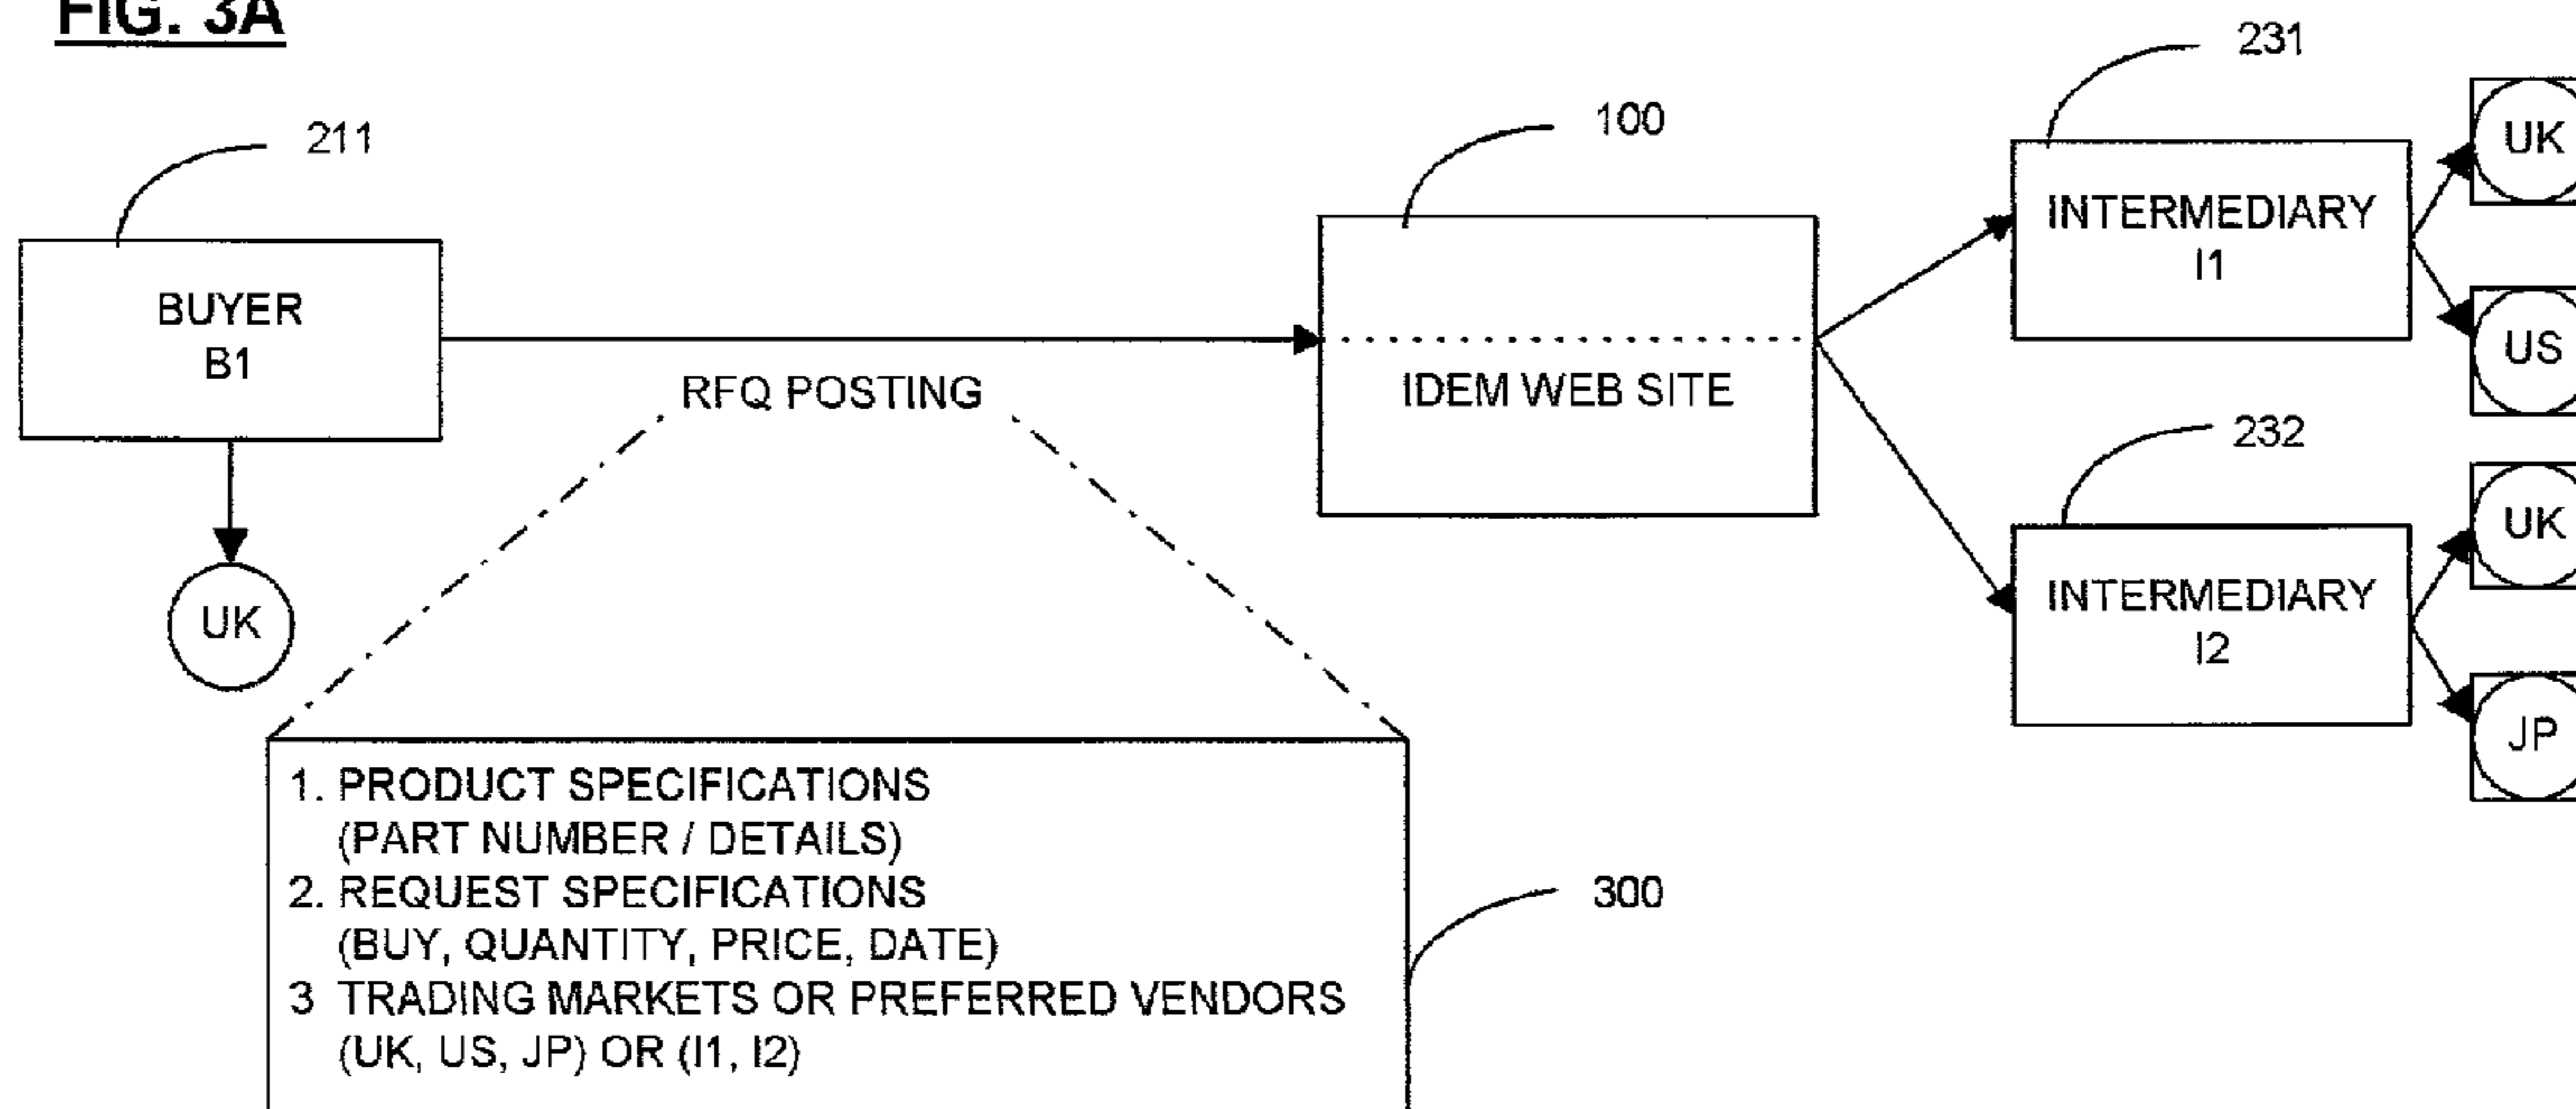 FIG. 3A
211
100
231
BUYER
B1
RFQ POSTING
IDEM WEB SITE
INTERMEDIARY
I1
UK
US
232
INTERMEDIARY
I2
UK
JP
UK
1. PRODUCT SPECIFICATIONS
(PART NUMBER / DETAILS)
2. REQUEST SPECIFICATIONS
(BUY, QUANTITY, PRICE, DATE)
3 TRADING MARKETS OR PREFERRED VENDORS
(UK, US, JP) OR (I1, I2)
300